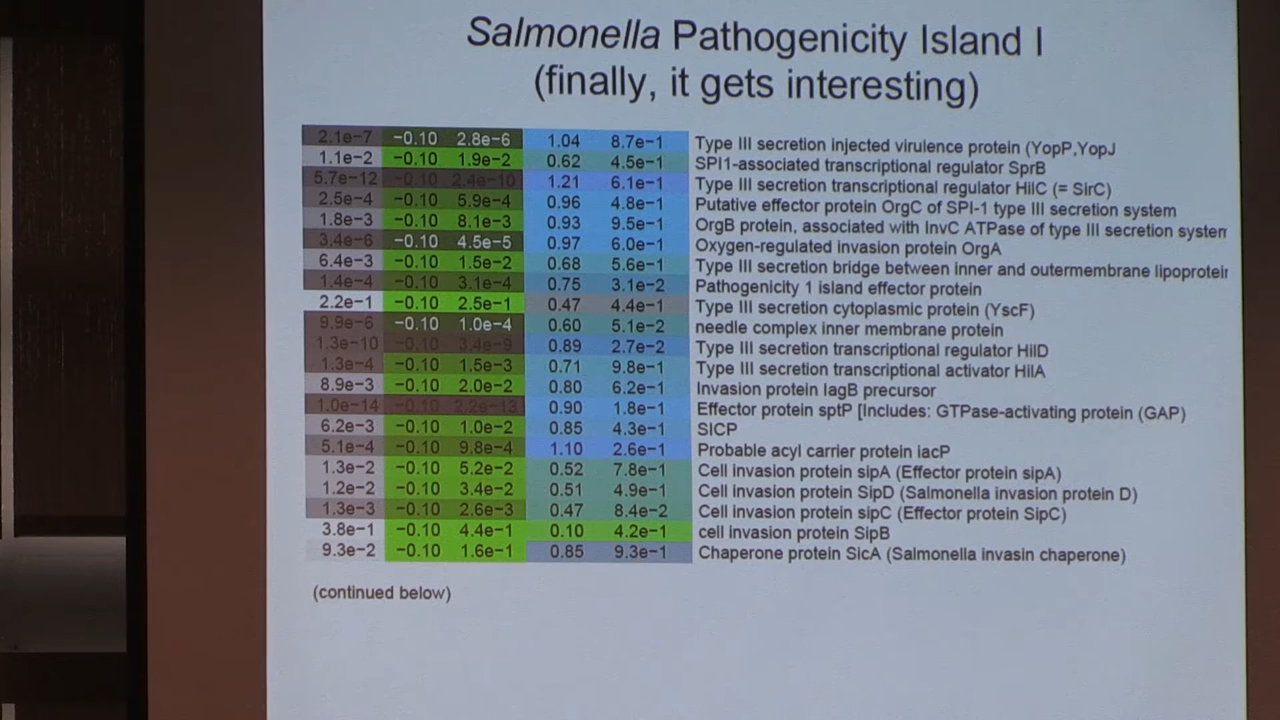 Salmonella Pathogenicity Island I
(finally, it gets interesting)
2.1e−7 −0.10 2.8e−6 1.04 8.7e−1 Type III secretion injected virulence protein (YopP,YopJ
1.1e−2 −0.10 1.9e−2 0.62 4.5e−1 SPI1-associated transcriptional regulator SprB
5.7e−12 −0.10 2.4e−10 1.21 6.1e−1 Type III secretion transcriptional regulator HilC (= SirC)
2.5e−4 −0.10 5.9e−4 0.96 4.8e−1 Putative effector protein OrgC of SPI-1 type III secretion system
1.8e−3 −0.10 8.1e−3 0.93 9.5e−1 OrgB protein, associated with InvC ATPase of type III secretion system
3.4e−6 −0.10 4.5e−5 0.97 6.0e−1 Oxygen-regulated invasion protein OrgA
6.4e−3 −0.10 1.5e−2 0.68 5.6e−1 Type III secretion bridge between inner and outermembrane lipoprotein
1.4e−4 −0.10 3.1e−4 0.75 3.1e−2 Pathogenicity 1 island effector protein
2.2e−1 −0.10 2.5e−1 0.47 4.4e−1 Type III secretion cytoplasmic protein (YscF)
9.9e−6 −0.10 1.0e−4 0.60 5.1e−2 needle complex inner membrane protein
1.3e−10 −0.10 3.4e−9 0.89 2.7e−2 Type III secretion transcriptional regulator HilD
1.3e−4 −0.10 1.5e−3 0.71 9.8e−1 Type III secretion transcriptional activator HilA
8.9e−3 −0.10 2.0e−2 0.80 6.2e−1 Invasion protein IagB precursor
1.0e−14 −0.10 2.2e−13 0.90 1.8e−1 Effector protein sptP [Includes: GTPase-activating protein (GAP)
6.2e−3 −0.10 1.0e−2 0.85 4.3e−1 SICP
5.1e−4 −0.10 9.8e−4 1.10 2.6e−1 Probable acyl carrier protein iacP
1.3e−2 −0.10 5.2e−2 0.52 7.8e−1 Cell invasion protein sipA (Effector protein sipA)
1.2e−2 −0.10 3.4e−2 0.51 4.9e−1 Cell invasion protein SipD (Salmonella invasion protein D)
1.3e−3 −0.10 2.6e−3 0.47 8.4e−2 Cell invasion protein sipC (Effector protein SipC)
3.8e−1 −0.10 4.4e−1 0.10 4.2e−1 cell invasion protein SipB
9.3e−2 −0.10 1.6e−1 0.85 9.3e−1 Chaperone protein SicA (Salmonella invasin chaperone)
(continued below)